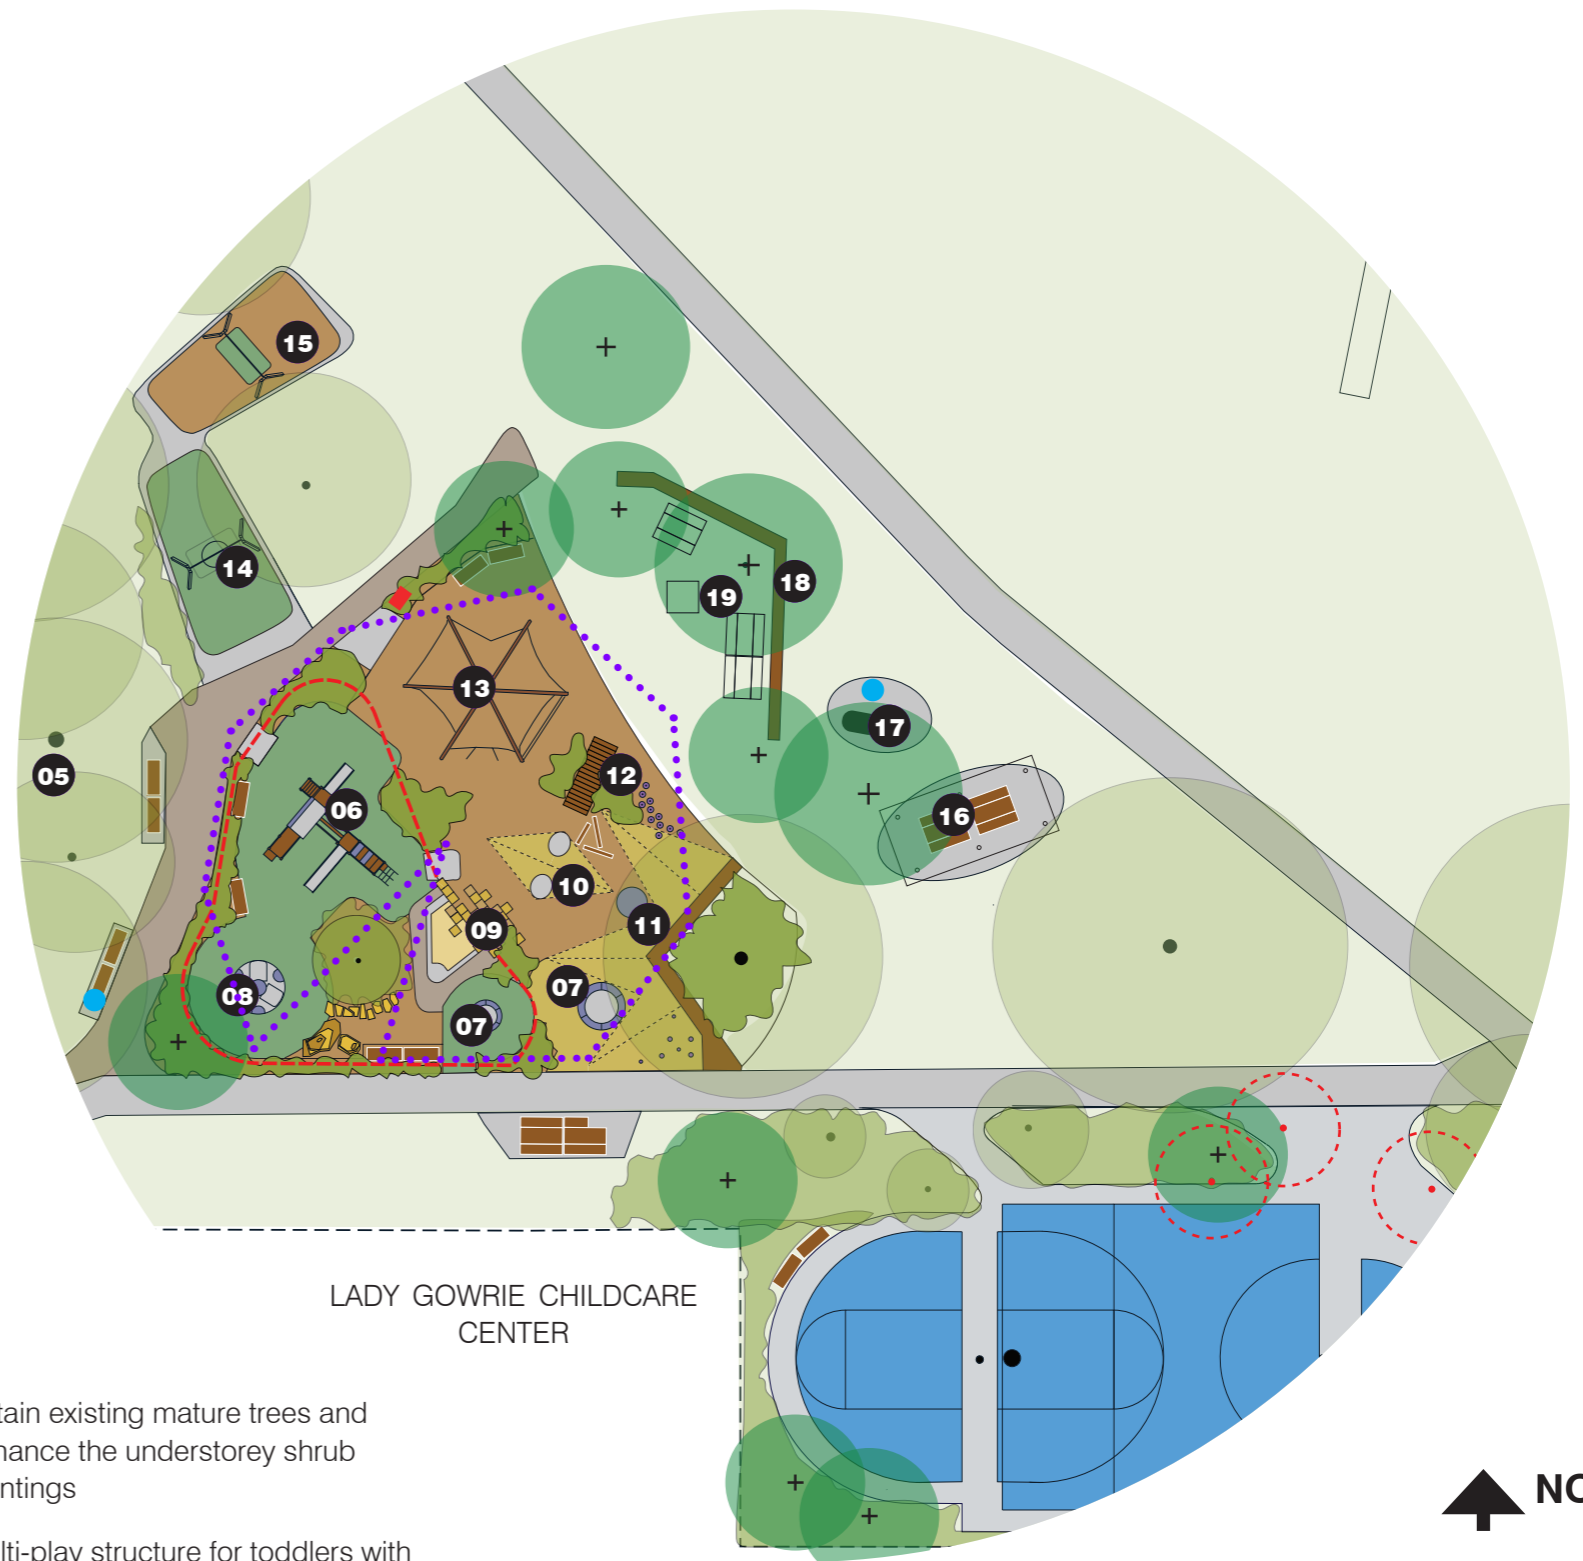 15
14
19
18
13
17
05
12
16
06
10
09
11
08
07
07
LADY GOWRIE CHILDCARE
CENTER
tain existing mature trees and
nance the understorey shrub
ntings
NO
lti-play structure for toddlers with